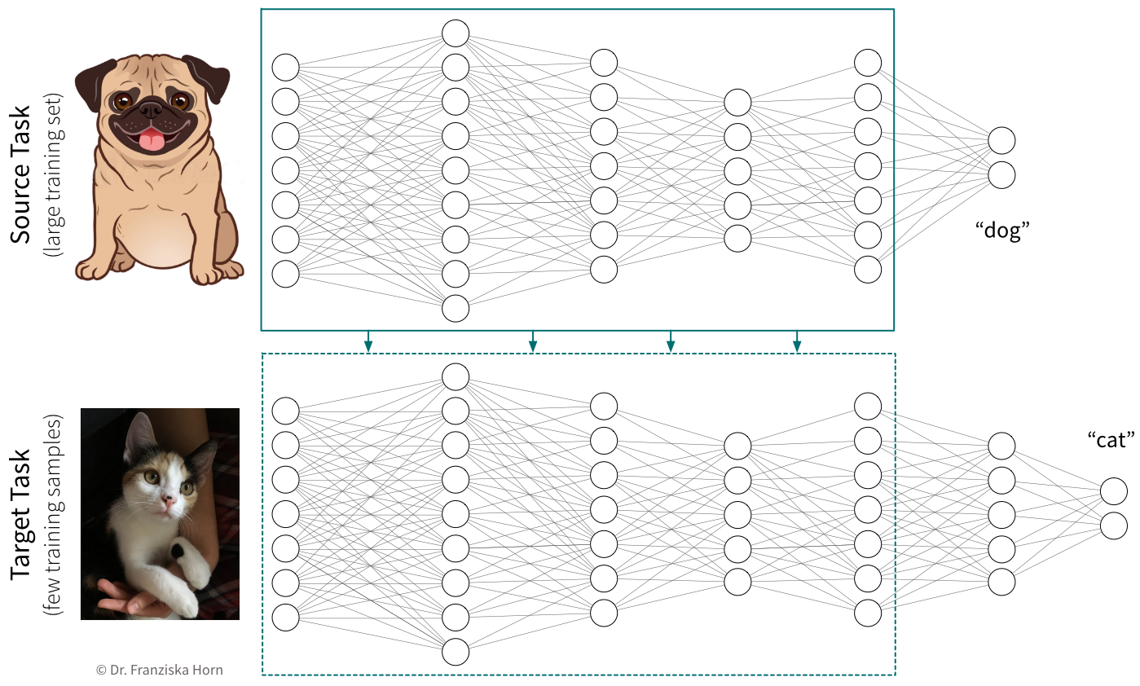 Source Task
(large training set)
“dog”
Target Task
(few training samples)
“cat”
© Dr. Franziska Horn